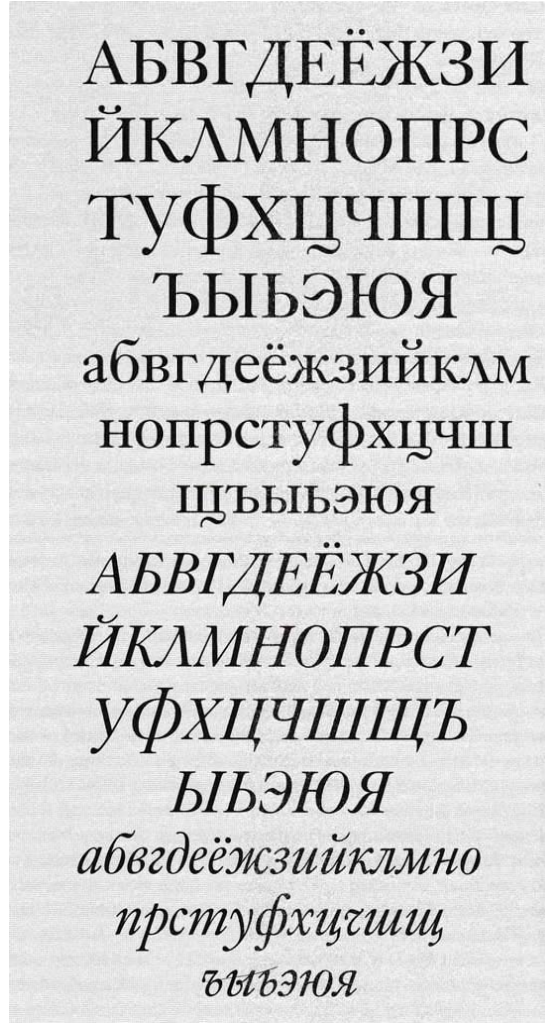 АБВГДЕЁЖЗИ
ЙКЛМНОПРС
ТУФХЦЧШЩ
ЪЫЬЭЮЯ
абвгдеёжзийклм
нопрстуфхцчш
щъыьэюя
АБВГДЕЁЖЗИ
ЙКЛМНОПРСТ
УФХЦЧШЩЪ
ЫЬЭЮЯ
абвгдеёжзийклмно
прстуфхцчшщ
ъыьэюя